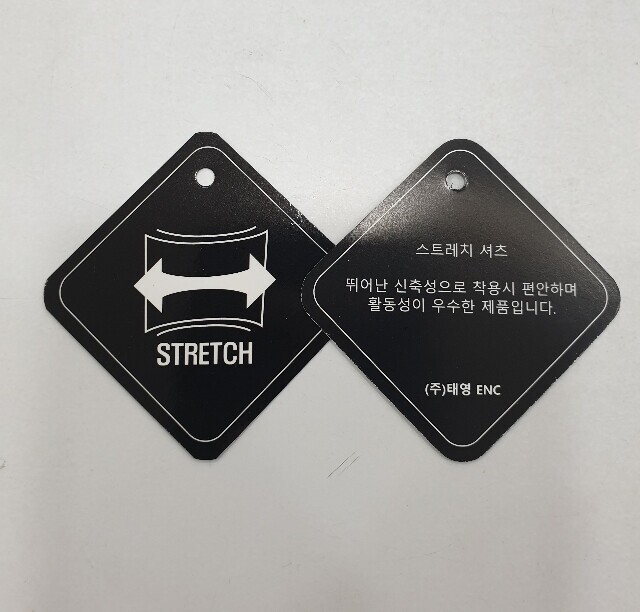 STRETCH
스트레치 셔츠
뛰어난 신축성으로 착용시 편안하며
활동성이 우수한 제품입니다.
(주)태영 ENC